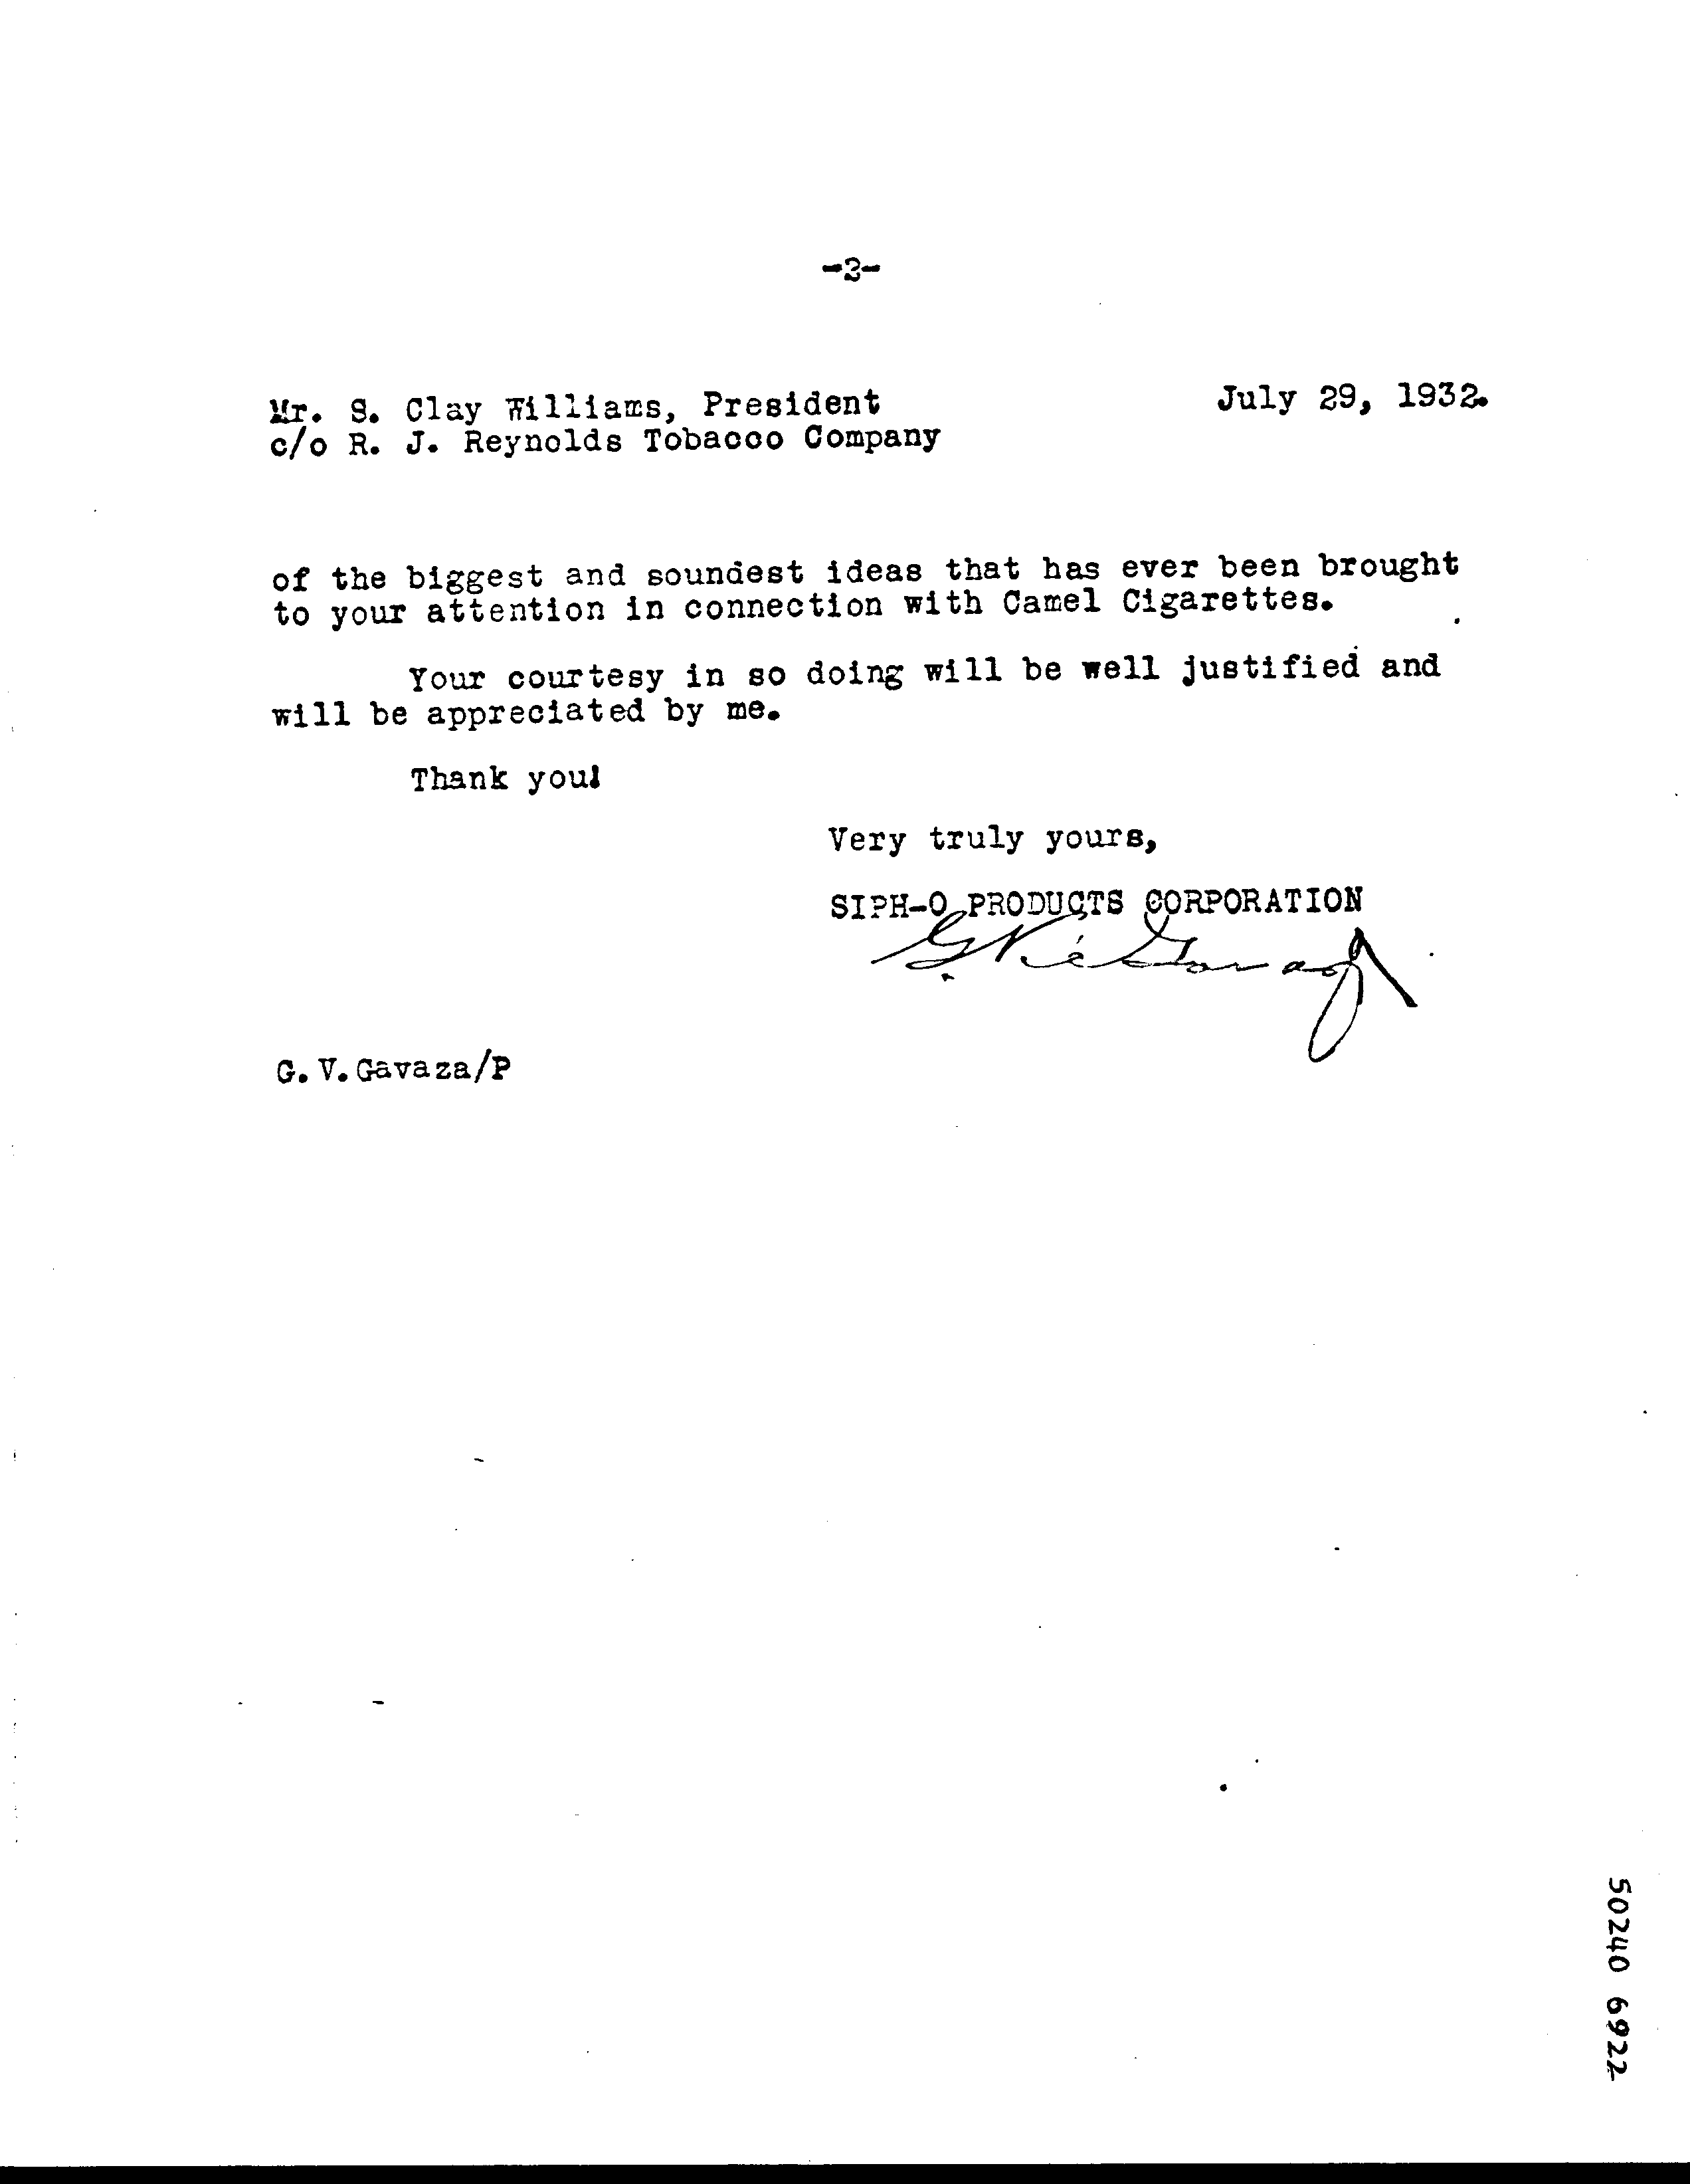 -2-
Mr. S. Clay Williams, President July 29, 1932.
c/o R. J. Reynolds Tobacco Company
of the biggest and soundest ideas that has ever been brought
to your attention in connection with Camel Cigarettes.
Your courtesy in so doing will be well justified and
will be appreciated by me.
Thank you!
Very truly yours,
SIPH-O PRODUCTS CORPORATION
G. V. Gavaza/P
50240 6922